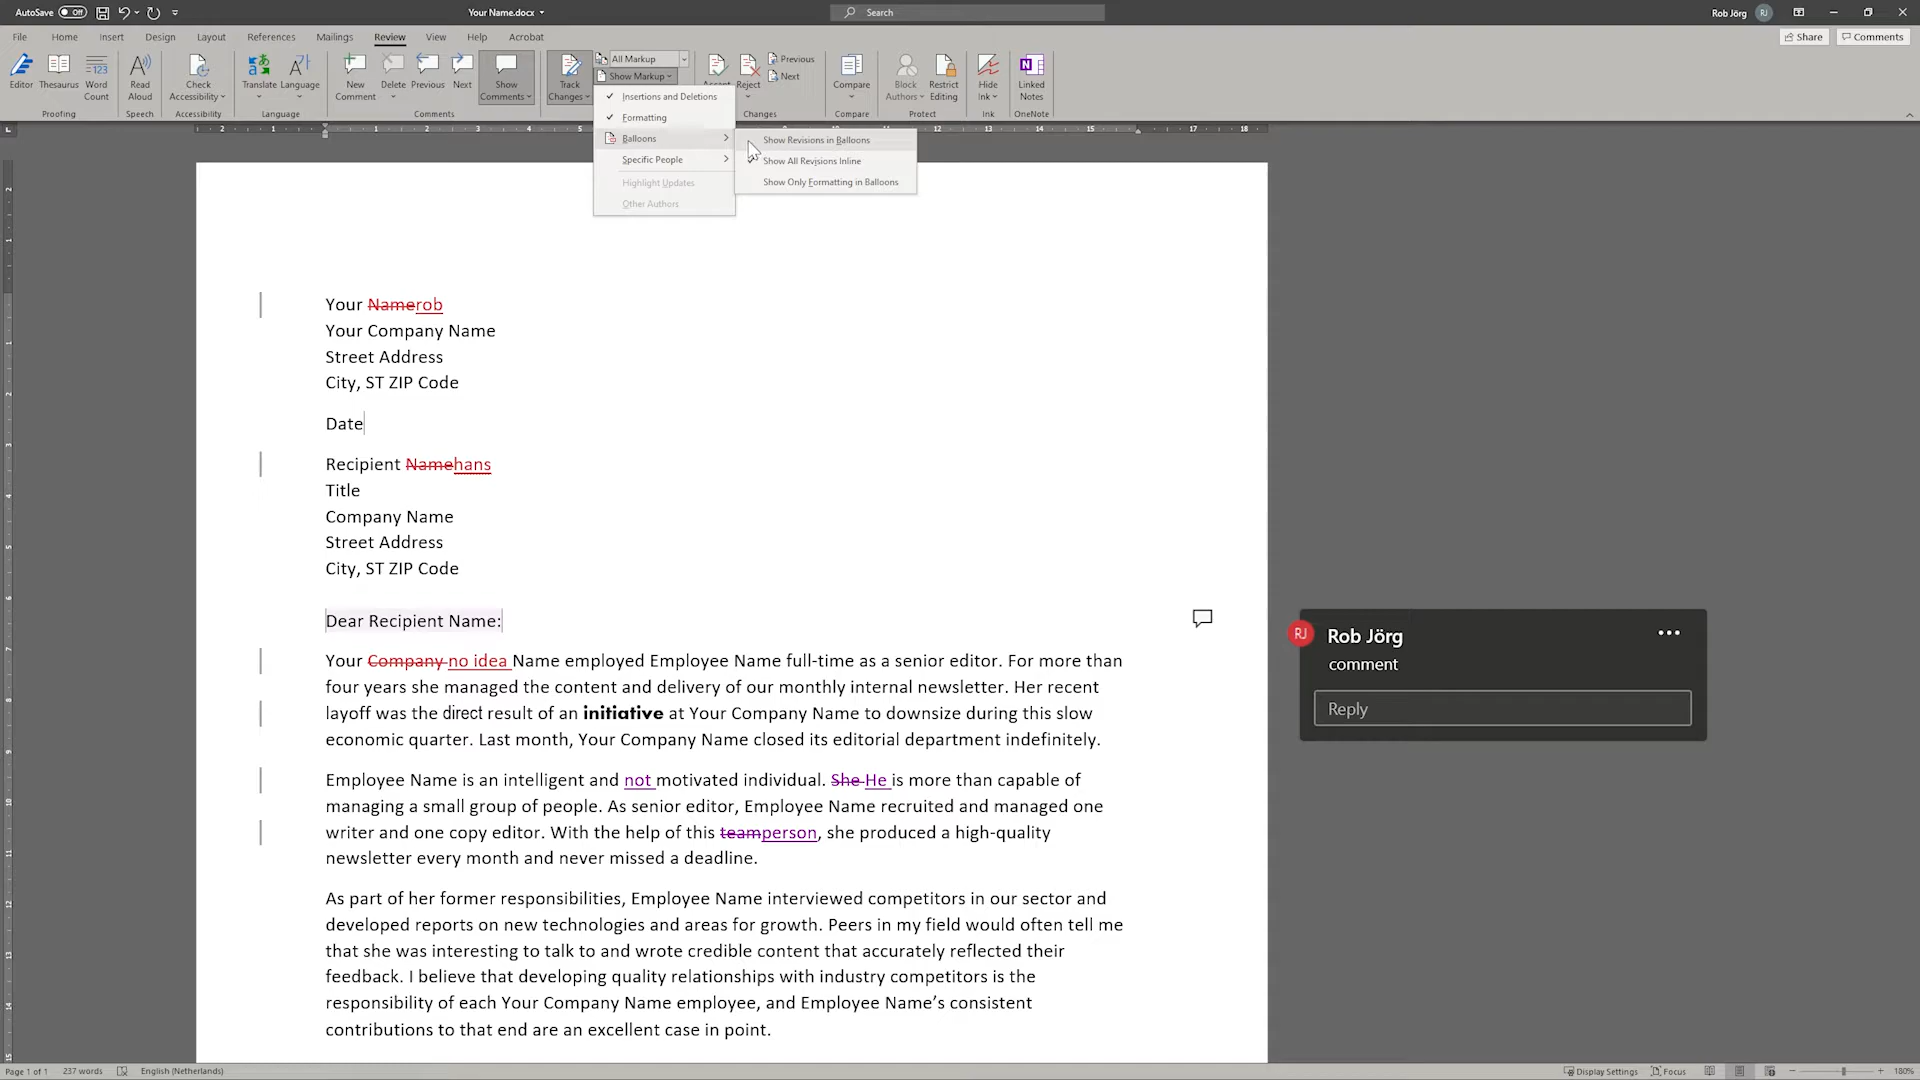 AutoSave Off
Your Name.docx
Search
Rob Jörg RJ
File Home Insert Design Layout References Mailings Review View Help Acrobat
Share Comments
Editor
Thesaurus
Word Count
Proofing
Read Aloud
Speech
Check Accessibility
Accessibility
Translate
Language
Language
New Comment
Delete
Previous
Next
Show Comments
Comments
Track Changes
All Markup
Show Markup
Accept
Reject
Previous
Next
Changes
Compare
Compare
Block Authors
Restrict Editing
Protect
Hide Ink
Ink
Linked Notes
OneNote
Insertions and Deletions
Formatting
Balloons
Specific People
Highlight Updates
Other Authors
Show Revisions in Balloons
Show All Revisions Inline
Show Only Formatting in Balloons
Your Namerob
Your Company Name
Street Address
City, ST ZIP Code
Date
Recipient Namehans
Title
Company Name
Street Address
City, ST ZIP Code
Dear Recipient Name:
Your Company no idea Name employed Employee Name full-time as a senior editor. For more than
four years she managed the content and delivery of our monthly internal newsletter. Her recent
layoff was the direct result of an initiative at Your Company Name to downsize during this slow
economic quarter. Last month, Your Company Name closed its editorial department indefinitely.
Employee Name is an intelligent and not motivated individual. She He is more than capable of
managing a small group of people. As senior editor, Employee Name recruited and managed one
writer and one copy editor. With the help of this teamperson, she produced a high-quality
newsletter every month and never missed a deadline.
As part of her former responsibilities, Employee Name interviewed competitors in our sector and
developed reports on new technologies and areas for growth. Peers in my field would often tell me
that she was interesting to talk to and wrote credible content that accurately reflected their
feedback. I believe that developing quality relationships with industry competitors is the
responsibility of each Your Company Name employee, and Employee Name’s consistent
contributions to that end are an excellent case in point.
RJ Rob Jörg
comment
Reply
Page 1 of 1 237 words English (Netherlands)
Display Settings Focus 180%